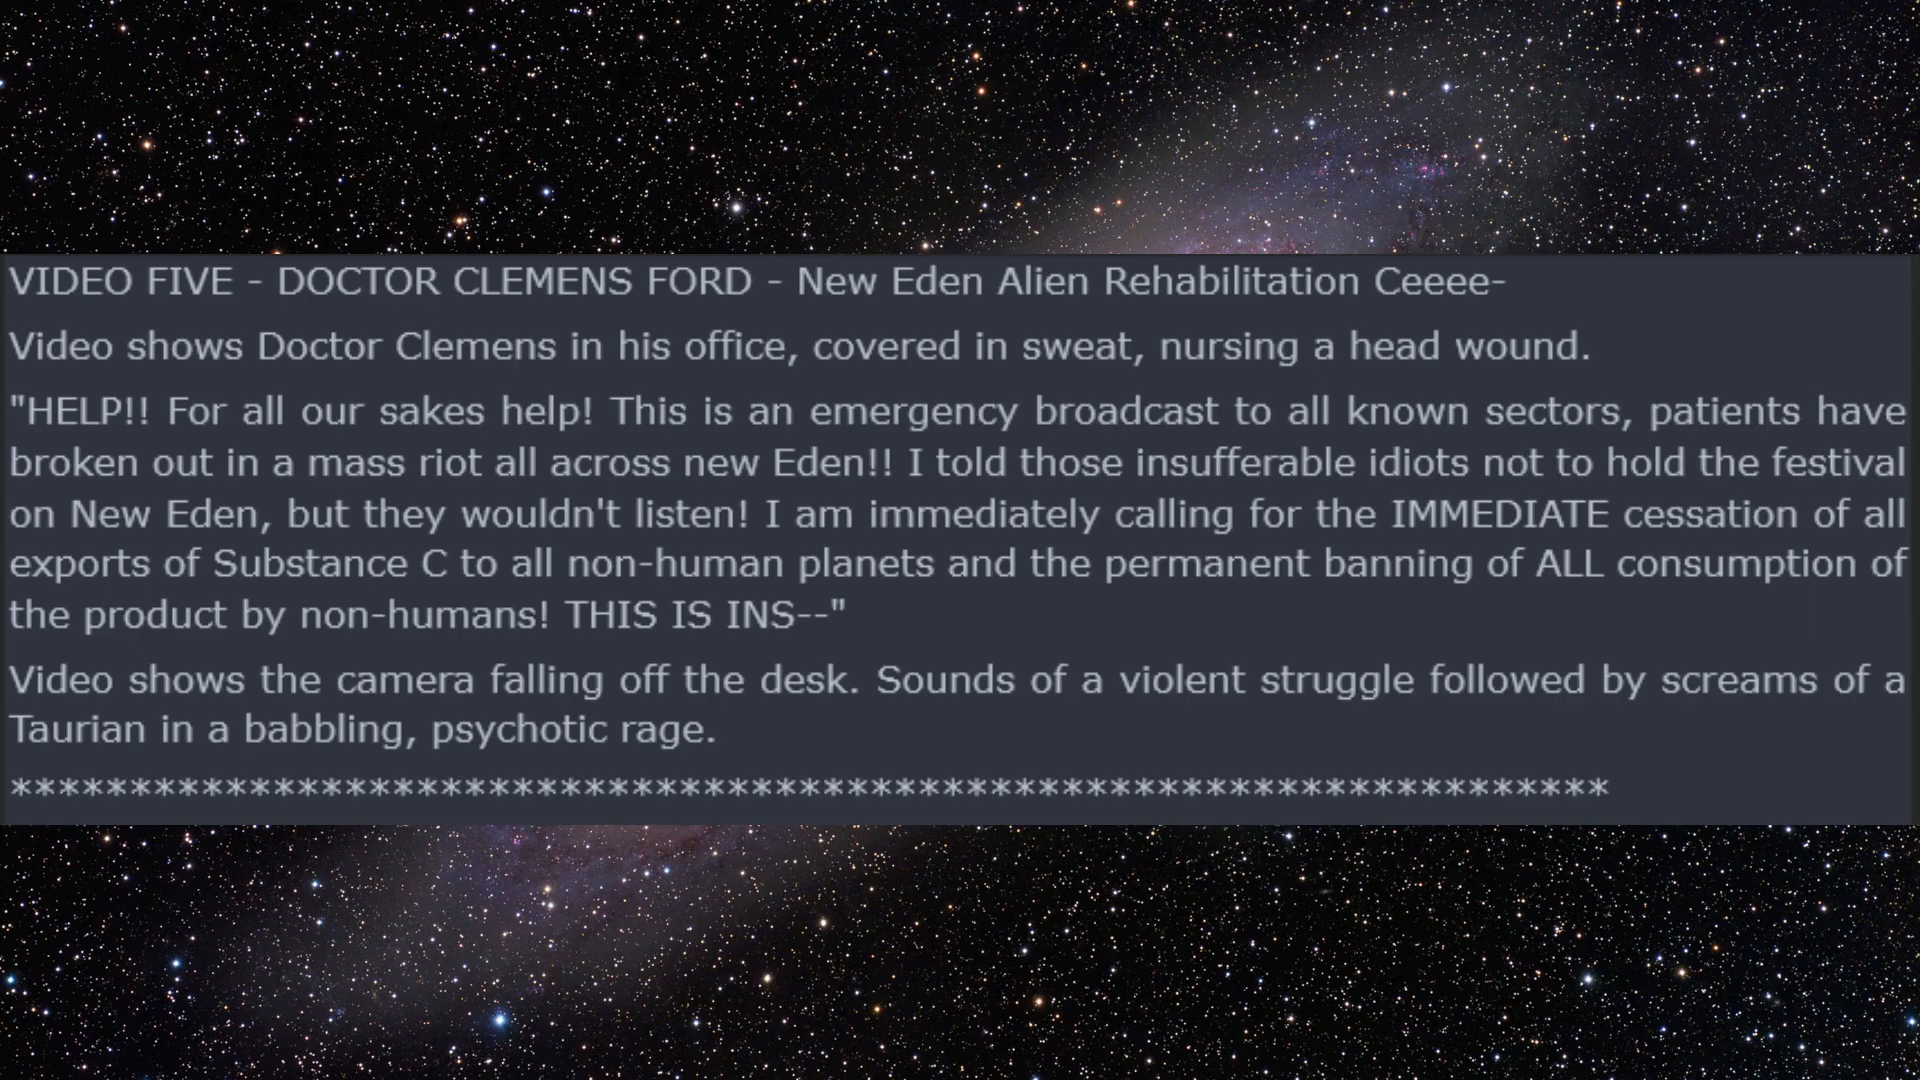 VIDEO FIVE - DOCTOR CLEMENS FORD - New Eden Alien Rehabilitation Ceeee-
Video shows Doctor Clemens in his office, covered in sweat, nursing a head wound.
"HELP!! For all our sakes help! This is an emergency broadcast to all known sectors, patients have
broken out in a mass riot all across new Eden!! I told those insufferable idiots not to hold the festival
on New Eden, but they wouldn't listen! I am immediately calling for the IMMEDIATE cessation of all
exports of Substance C to all non-human planets and the permanent banning of ALL consumption of
the product by non-humans! THIS IS INS--"
Video shows the camera falling off the desk. Sounds of a violent struggle followed by screams of a
Taurian in a babbling, psychotic rage.
*******************************************************************